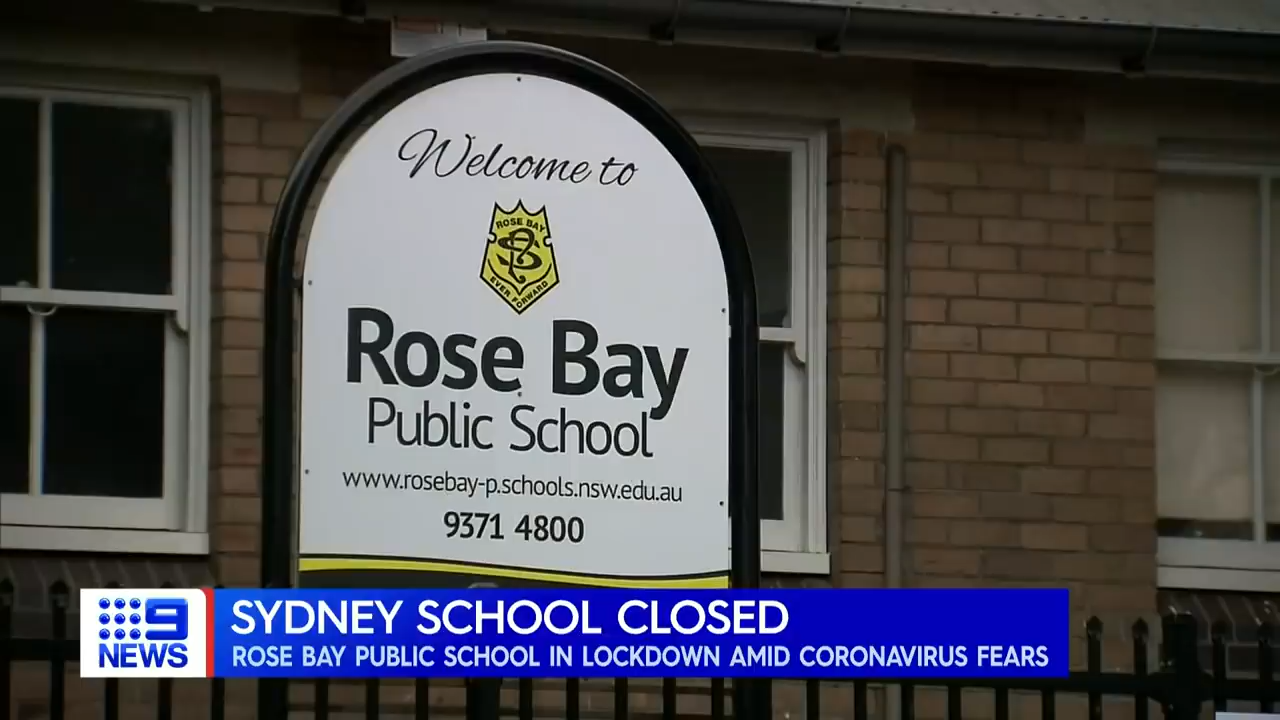 Welcome to
ROSE BAY
EVER FORWARD
Rose Bay
Public School
www.rosebay-p.schools.nsw.edu.au
9371 4800
9
NEWS
SYDNEY SCHOOL CLOSED
ROSE BAY PUBLIC SCHOOL IN LOCKDOWN AMID CORONAVIRUS FEARS